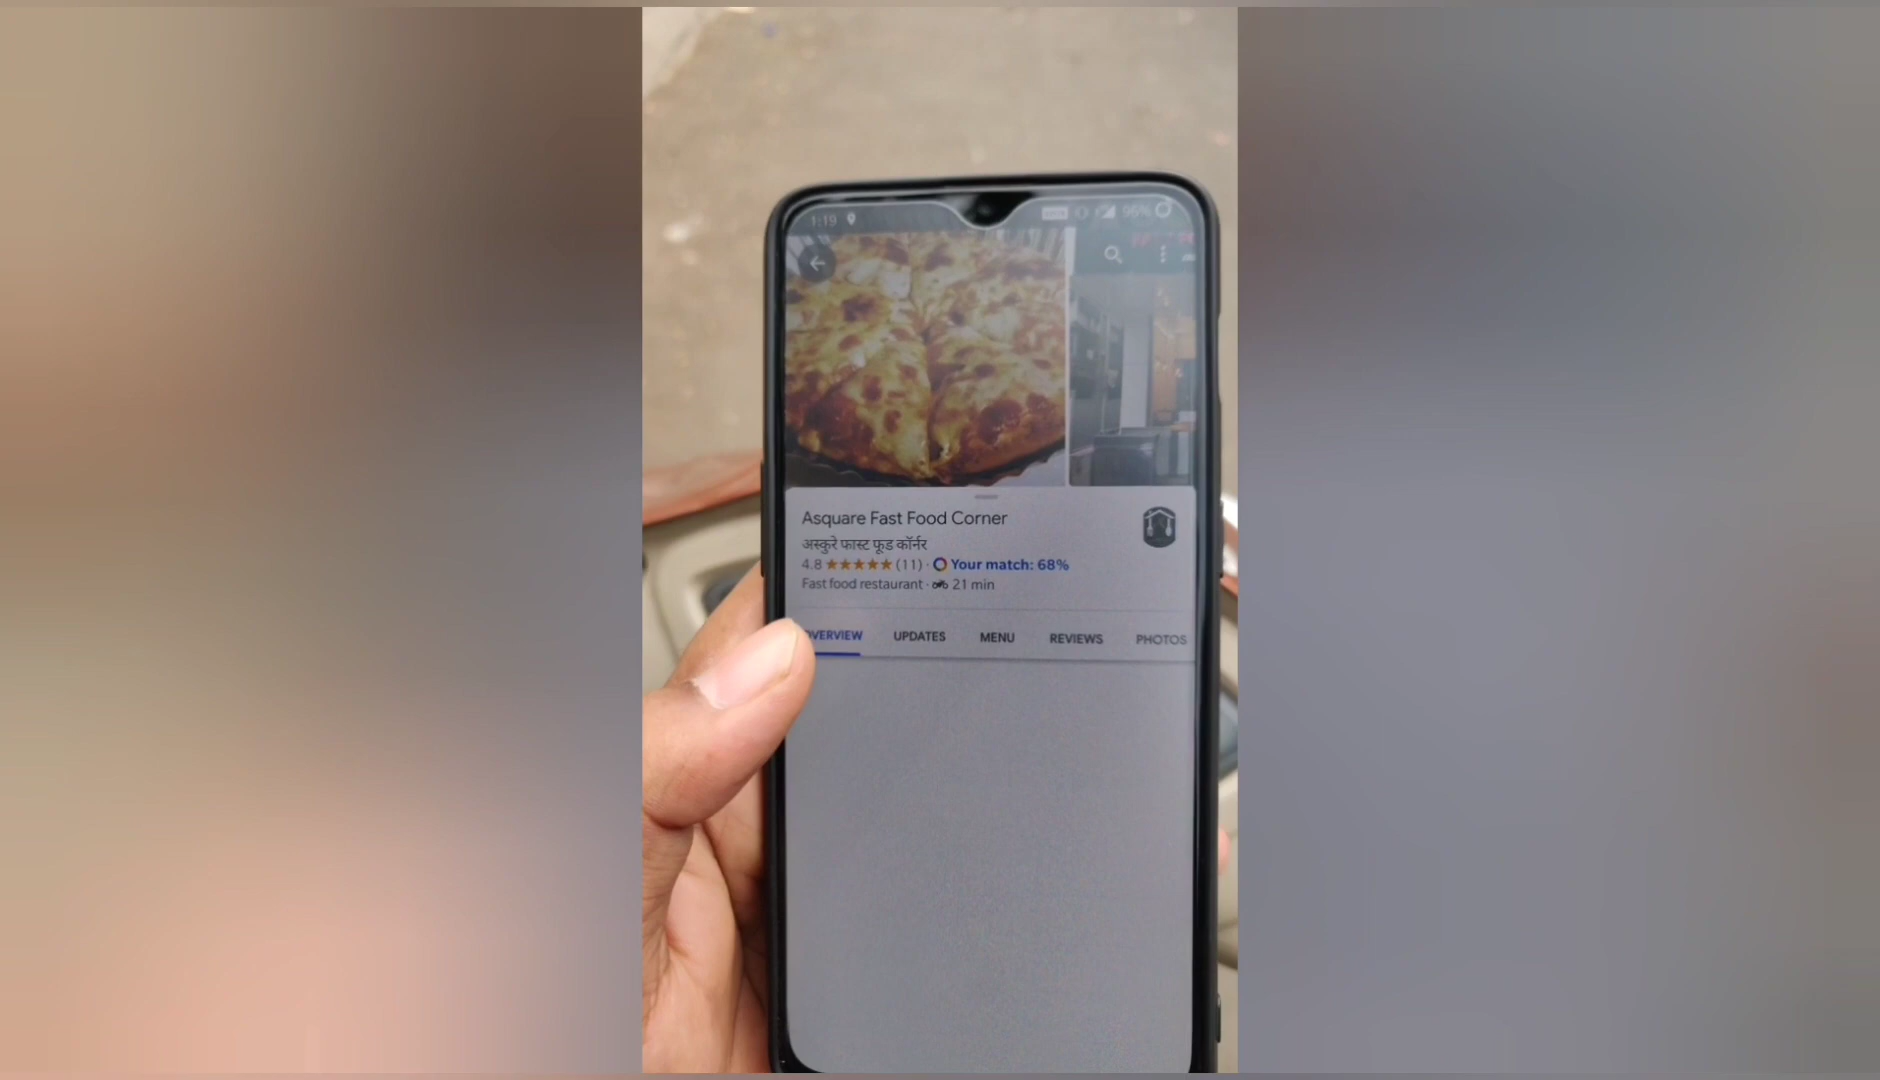 1:19 96%
Asquare Fast Food Corner
अस्कुरे फास्ट फूड कॉर्नर
4.8 ★★★★★ (11) · Your match: 68%
Fast food restaurant · 21 min
OVERVIEW UPDATES MENU REVIEWS PHOTOS